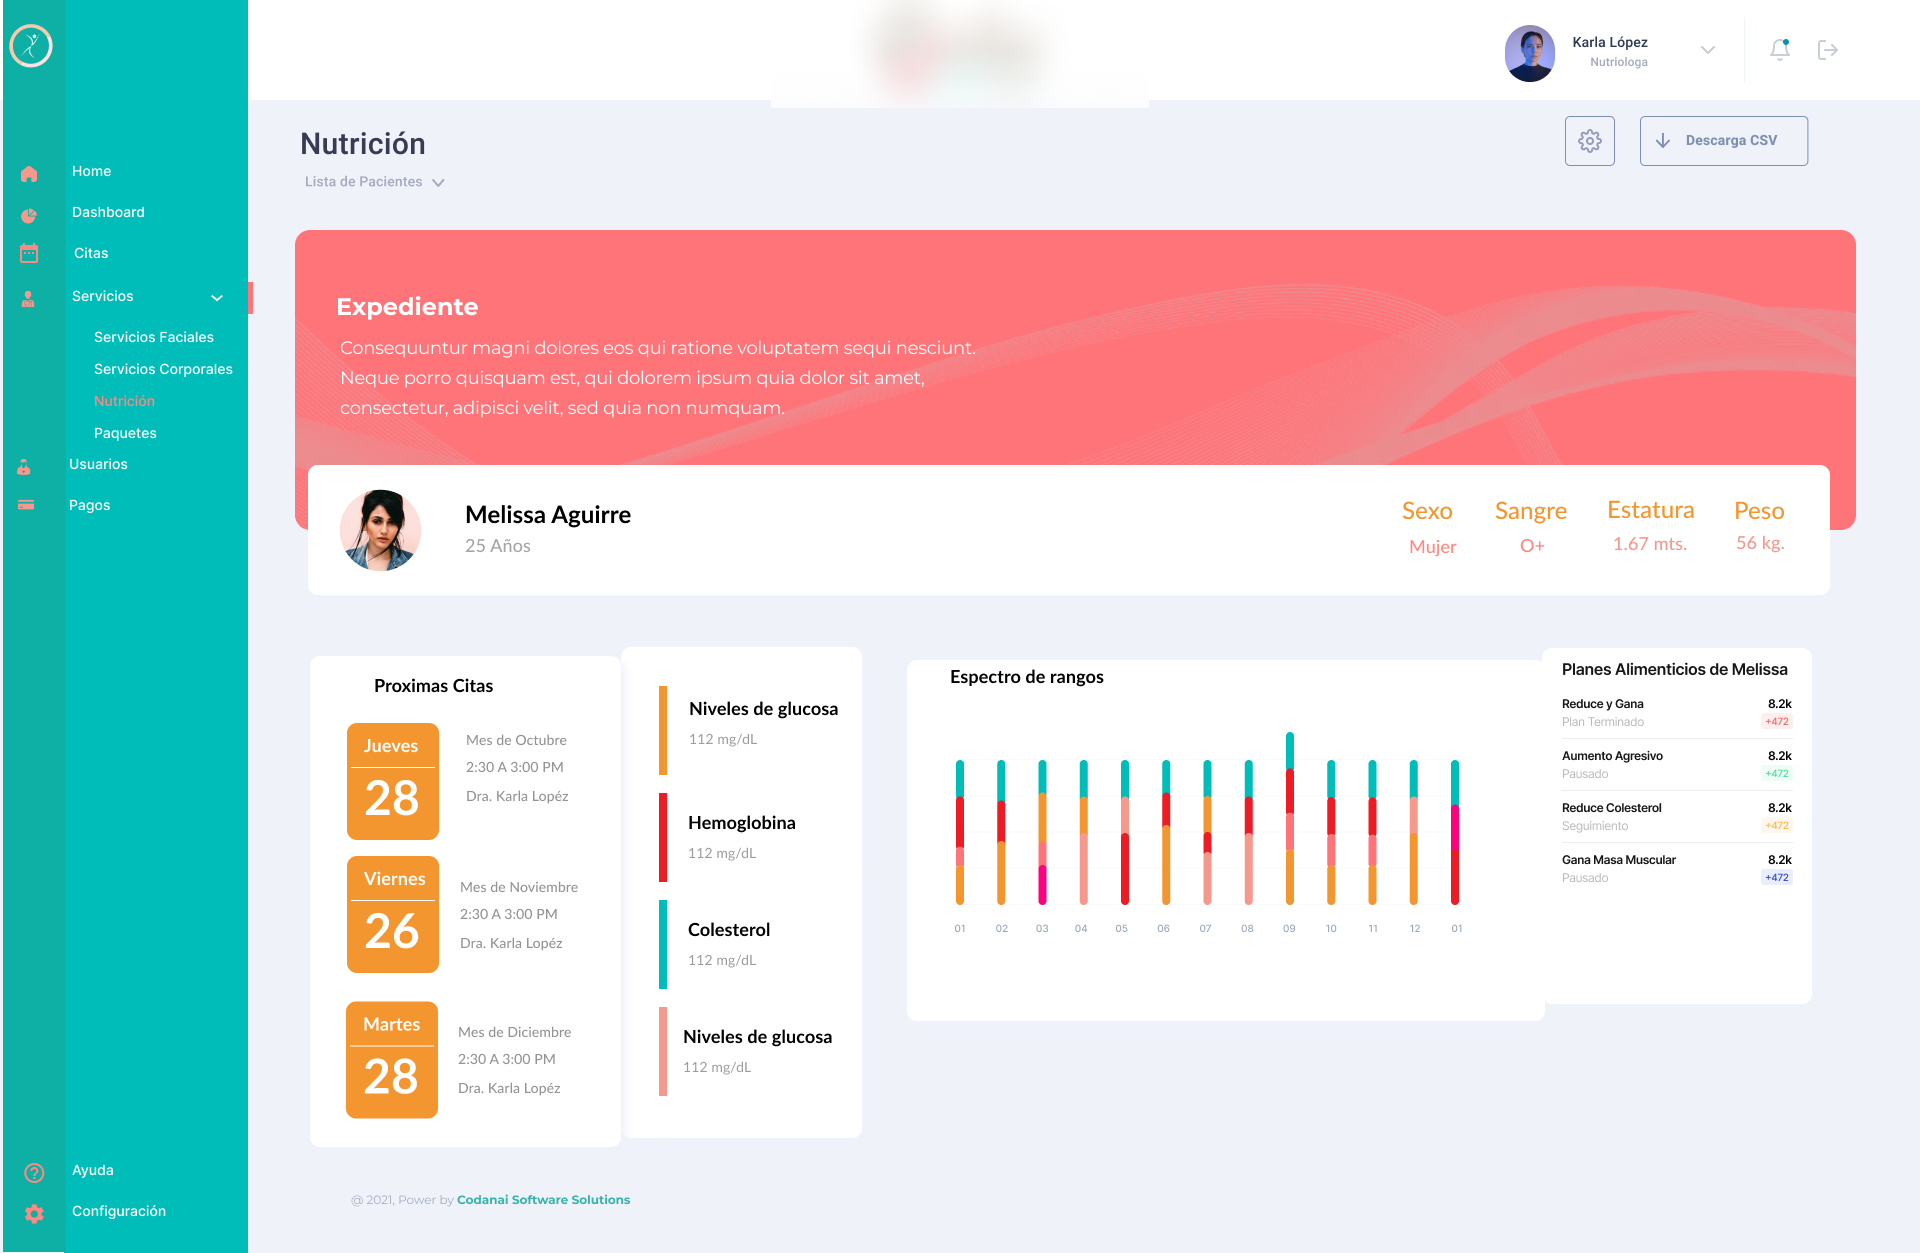 Karla López
Nutriologa
Nutrición
Lista de Pacientes
Descarga CSV
Home
Dashboard
Citas
Servicios
Servicios Faciales
Servicios Corporales
Nutrición
Paquetes
Usuarios
Pagos
Ayuda
Configuración
Expediente
Consequuntur magni dolores eos qui ratione voluptatem sequi nesciunt.
Neque porro quisquam est, qui dolorem ipsum quia dolor sit amet,
consectetur, adipisci velit, sed quia non numquam.
Melissa Aguirre
25 Años
Sexo
Mujer
Sangre
O+
Estatura
1.67 mts.
Peso
56 kg.
Proximas Citas
Jueves
28
Mes de Octubre
2:30 A 3:00 PM
Dra. Karla Lopéz
Viernes
26
Mes de Noviembre
2:30 A 3:00 PM
Dra. Karla Lopéz
Martes
28
Mes de Diciembre
2:30 A 3:00 PM
Dra. Karla Lopéz
Niveles de glucosa
112 mg/dL
Hemoglobina
112 mg/dL
Colesterol
112 mg/dL
Niveles de glucosa
112 mg/dL
Espectro de rangos
01 02 03 04 05 06 07 08 09 10 11 12 01
Planes Alimenticios de Melissa
Reduce y Gana 8.2k
Plan Terminado +472
Aumento Agresivo 8.2k
Pausado +472
Reduce Colesterol 8.2k
Seguimiento +472
Gana Masa Muscular 8.2k
Pausado +472
@ 2021, Power by Codanai Software Solutions